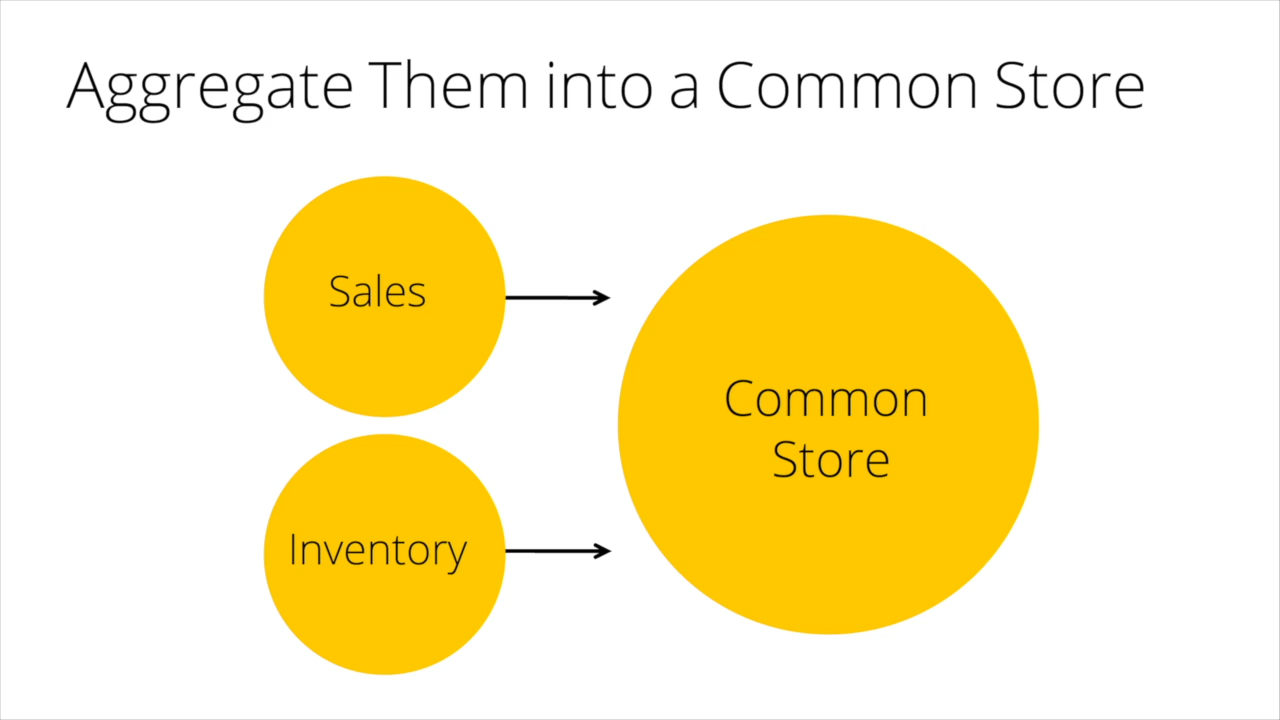 Aggregate Them into a Common Store
Sales
Inventory
Common
Store